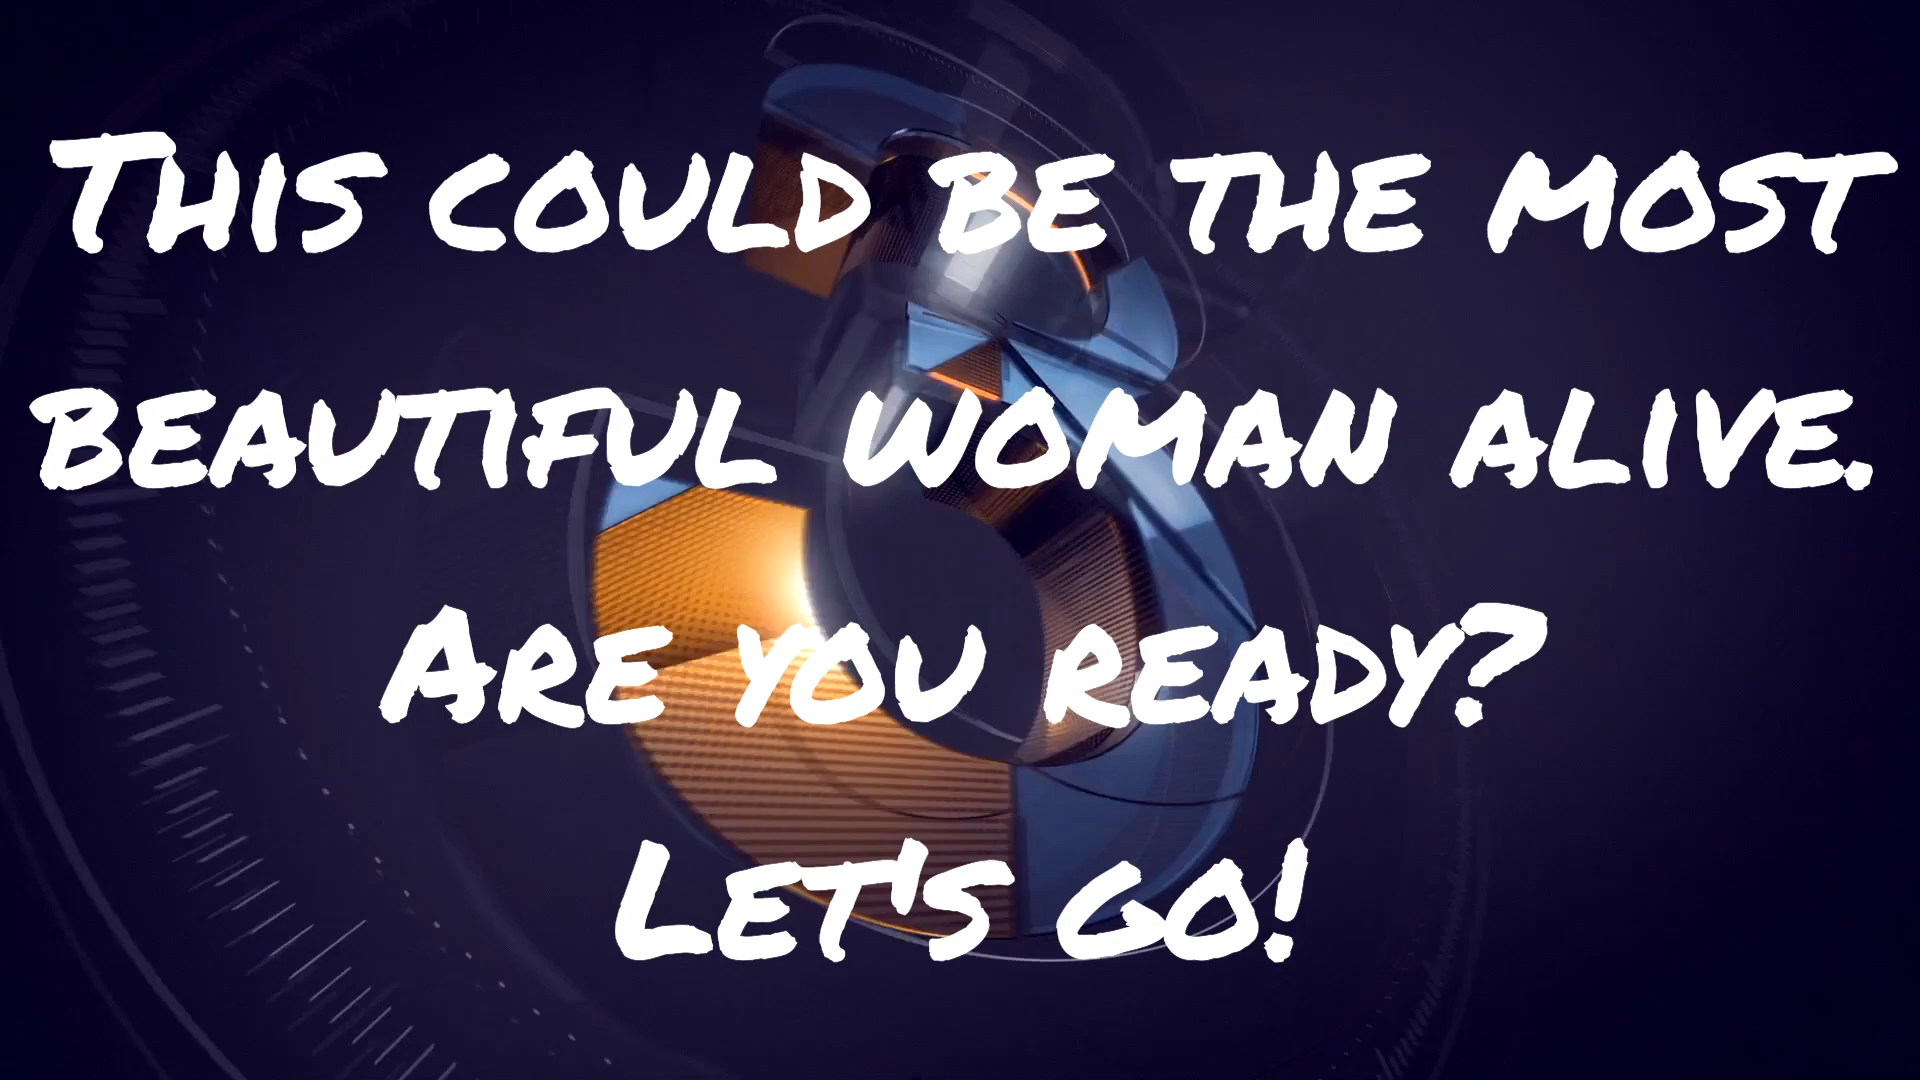 This could be the most
beautiful woman alive.
Are you ready?
Let's go!